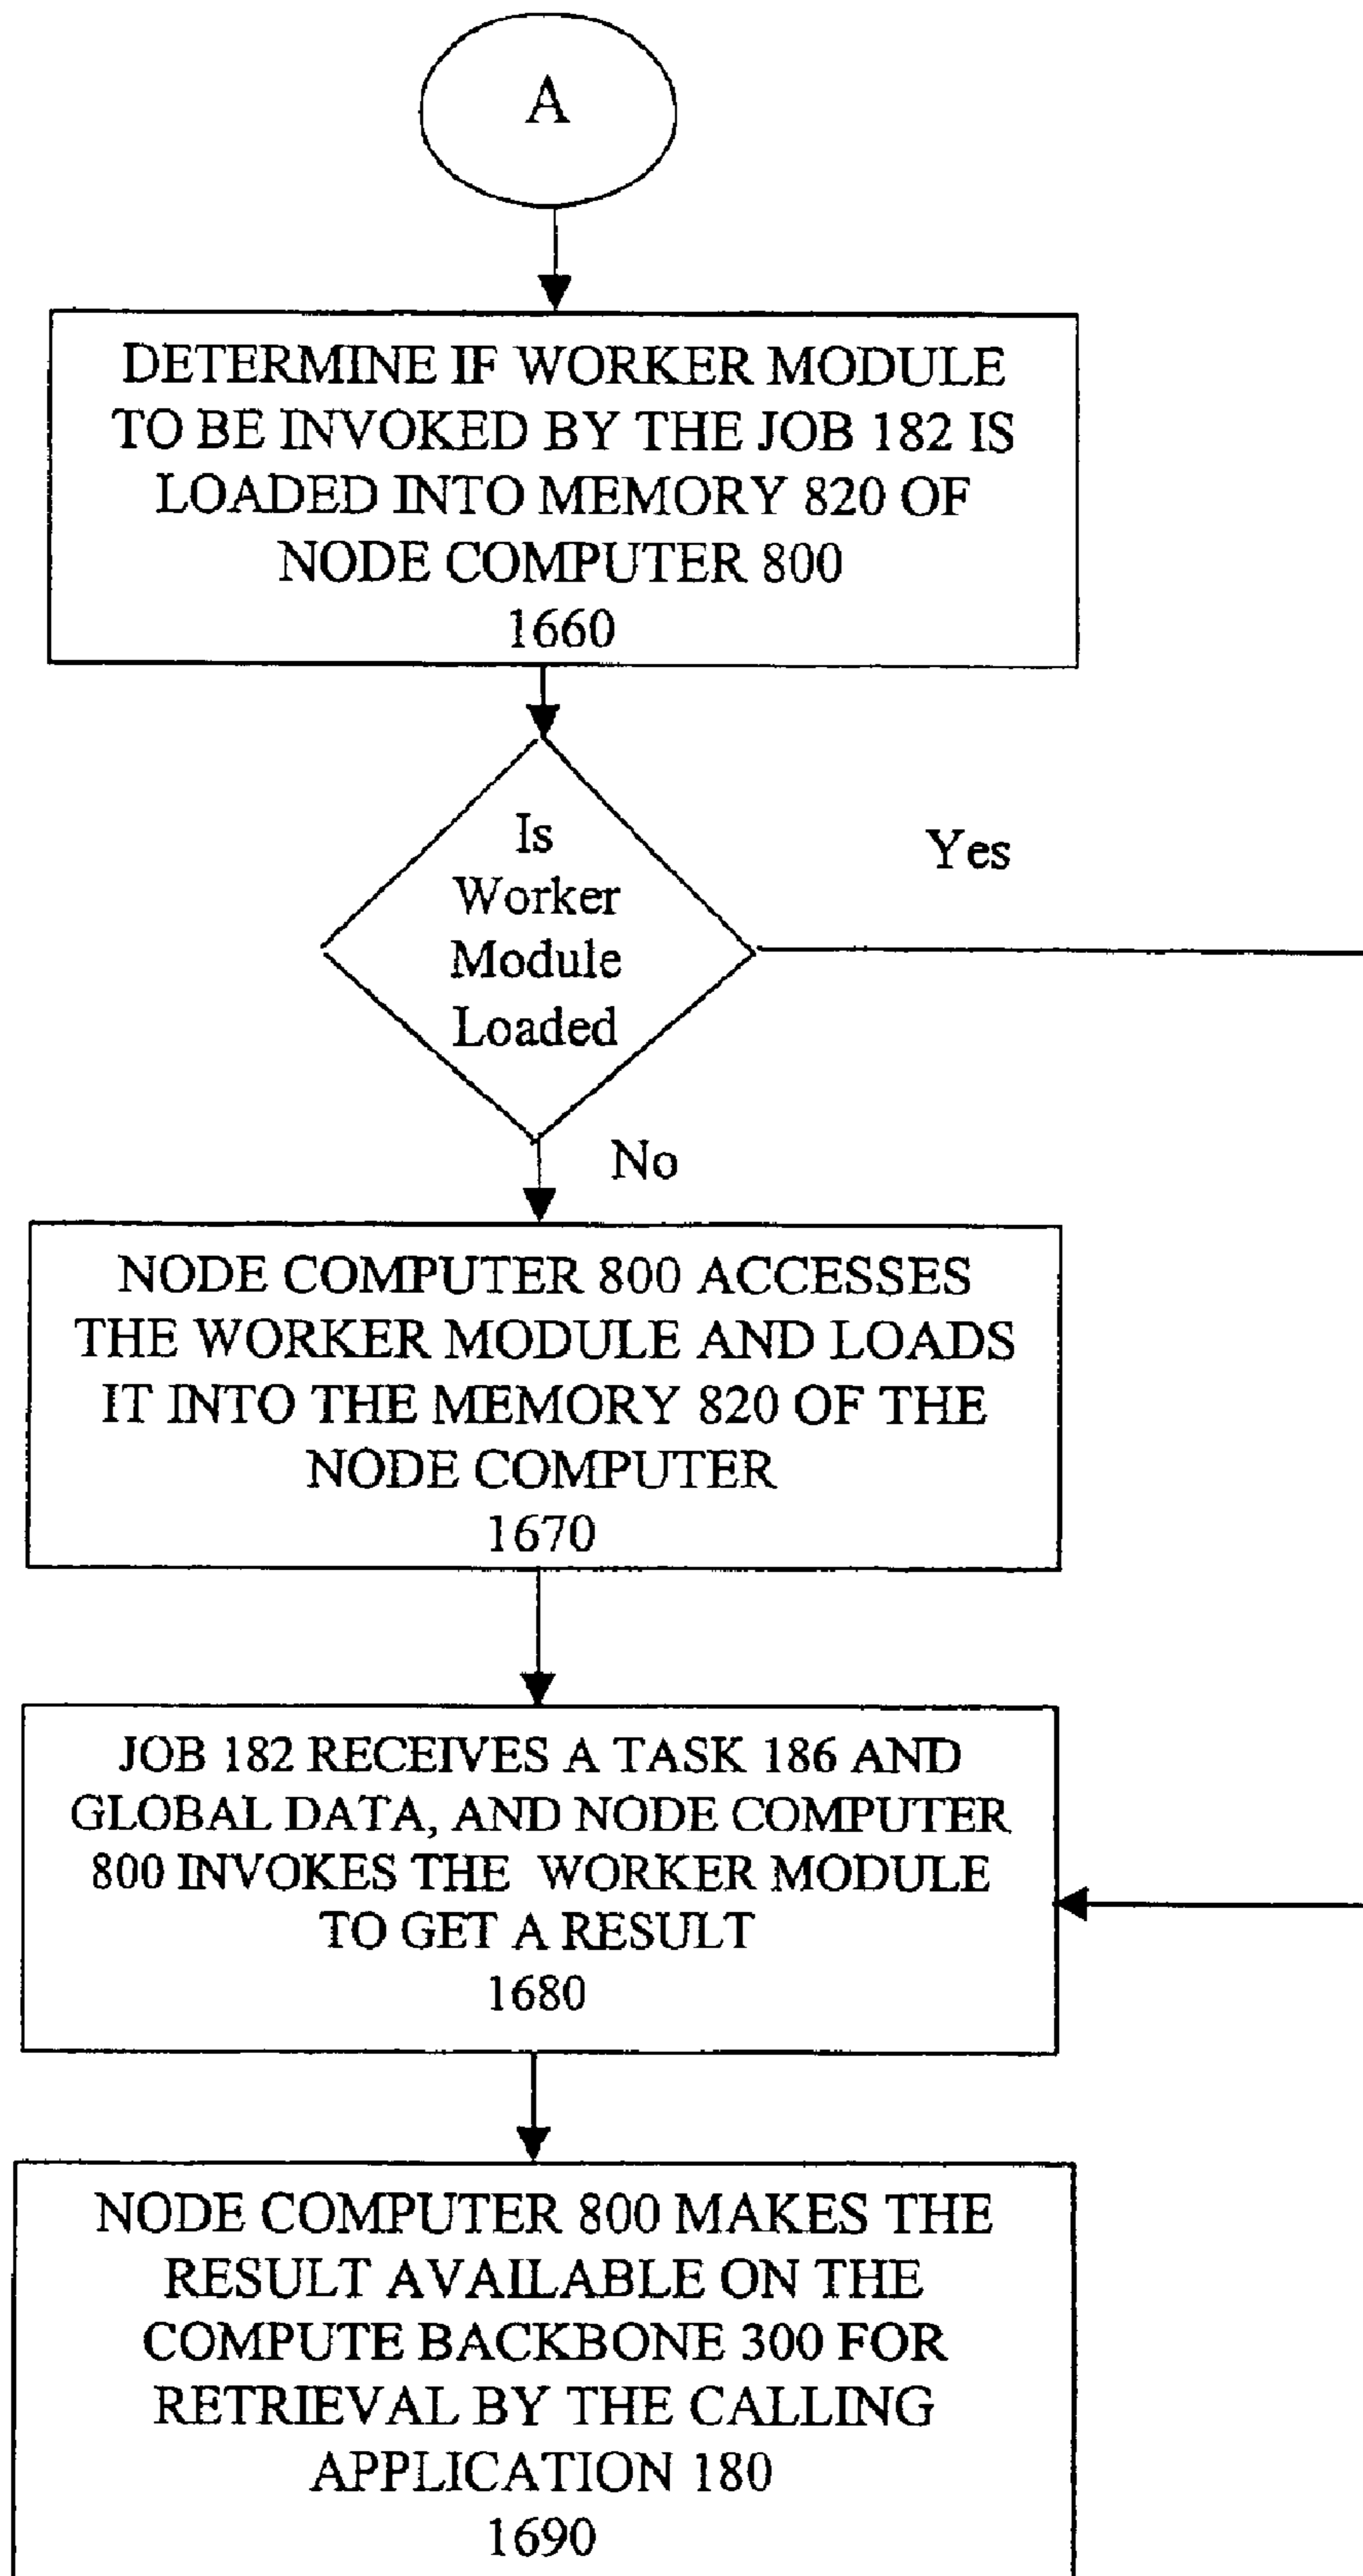 A
DETERMINE IF WORKER MODULE
TO BE INVOKED BY THE JOB 182 IS
LOADED INTO MEMORY 820 OF
NODE COMPUTER 800
1660
Is
Worker
Module
Loaded
Yes
No
NODE COMPUTER 800 ACCESSES
THE WORKER MODULE AND LOADS
IT INTO THE MEMORY 820 OF THE
NODE COMPUTER
1670
JOB 182 RECEIVES A TASK 186 AND
GLOBAL DATA, AND NODE COMPUTER
800 INVOKES THE WORKER MODULE
TO GET A RESULT
1680
NODE COMPUTER 800 MAKES THE
RESULT AVAILABLE ON THE
COMPUTE BACKBONE 300 FOR
RETRIEVAL BY THE CALLING
APPLICATION 180
1690